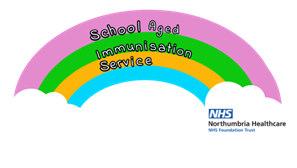 School Aged
Immunisation
Service
NHS
Northumbria Healthcare
NHS Foundation Trust